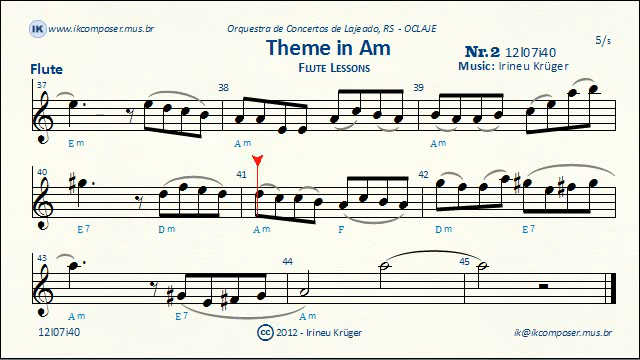 IK www.ikcomposer.mus.br
Orquestra de Concertos de Lajeado, RS - OCLAJE
5/5
Theme in Am
Nr.2 12l07i40
Flute
Flute Lessons
Music: Irineu Krüger
37 38 39
Em Am Am
40 41 42
E7 Dm Am F Dm E7
43 44 45
Am E7 Am
12l07i40
cc 2012 - Irineu Krüger
ik@ikcomposer.mus.br